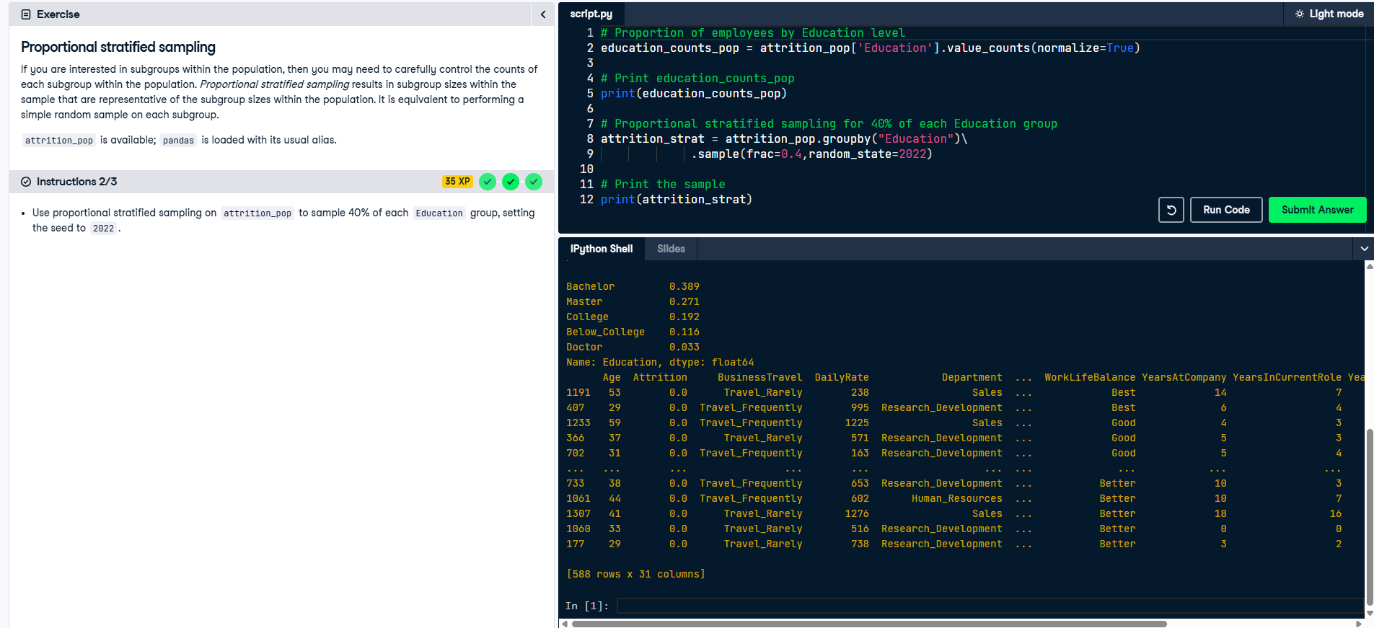 Exercise
Proportional stratified sampling
If you are interested in subgroups within the population, then you may need to carefully control the counts of
each subgroup within the population. Proportional stratified sampling results in subgroup sizes within the
sample that are representative of the subgroup sizes within the population. It is equivalent to performing a
simple random sample on each subgroup.
attrition_pop is available; pandas is loaded with its usual alias.
Instructions 2/3
35 XP
• Use proportional stratified sampling on attrition_pop to sample 40% of each Education group, setting
the seed to 2022 .
script.py
Light mode
1 # Proportion of employees by Education level
2 education_counts_pop = attrition_pop['Education'].value_counts(normalize=True)
3
4 # Print education_counts_pop
5 print(education_counts_pop)
6
7 # Proportional stratified sampling for 40% of each Education group
8 attrition_strat = attrition_pop.groupby("Education")\
9 .sample(frac=0.4,random_state=2022)
10
11 # Print the sample
12 print(attrition_strat)
Run Code
Submit Answer
IPython Shell
Slides
Bachelor 0.389
Master 0.271
College 0.192
Below_College 0.116
Doctor 0.033
Name: Education, dtype: float64
Age Attrition BusinessTravel DailyRate Department ... WorkLifeBalance YearsAtCompany YearsInCurrentRole Yea
1191 53 0.0 Travel_Rarely 238 Sales ... Best 14 7
407 29 0.0 Travel_Frequently 995 Research_Development ... Best 6 4
1233 59 0.0 Travel_Frequently 1225 Sales ... Good 4 3
366 37 0.0 Travel_Rarely 571 Research_Development ... Good 5 3
702 31 0.0 Travel_Frequently 163 Research_Development ... Good 5 4
... ... ... ... ... ... ... ... ... ...
733 38 0.0 Travel_Frequently 653 Research_Development ... Better 10 3
1061 44 0.0 Travel_Frequently 602 Human_Resources ... Better 10 7
1307 41 0.0 Travel_Rarely 1276 Sales ... Better 18 16
1060 33 0.0 Travel_Rarely 516 Research_Development ... Better 0 0
177 29 0.0 Travel_Rarely 738 Research_Development ... Better 3 2
[588 rows x 31 columns]
In [1]: